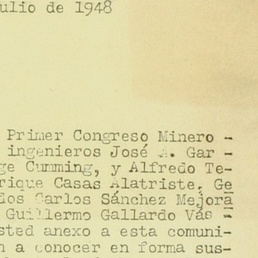 ulio de 1948
Primer Congreso Minero -
ingenieros José A. Gar -
ge Cumming, y Alfredo Te-
rique Casas Alatriste, Ge
dos Carlos Sánchez Mejora
Guillermo Gallardo Vás -
sted anexo a esta comuni-
n a conocer en forma sus-